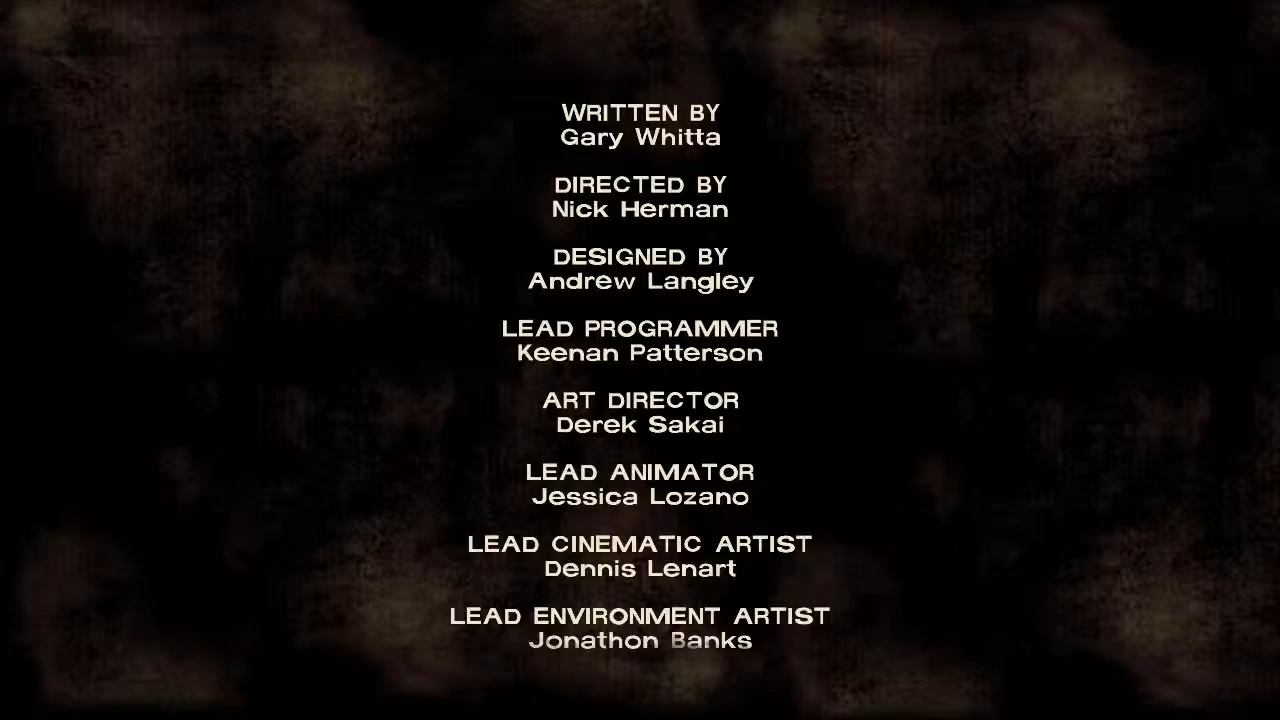 WRITTEN BY
Gary Whitta
DIRECTED BY
Nick Herman
DESIGNED BY
Andrew Langley
LEAD PROGRAMMER
Keenan Patterson
ART DIRECTOR
Derek Sakai
LEAD ANIMATOR
Jessica Lozano
LEAD CINEMATIC ARTIST
Dennis Lenart
LEAD ENVIRONMENT ARTIST
Jonathon Banks